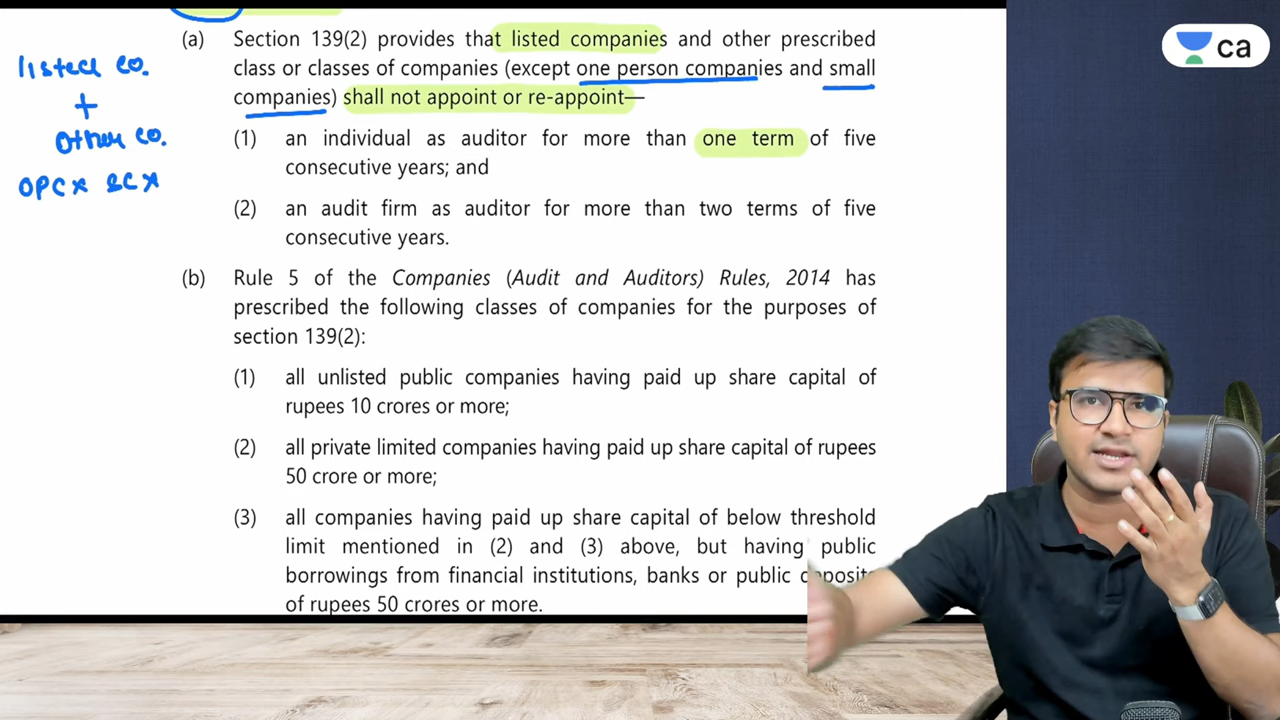 ca
listed co.
+
Other co.
OPC x SC x
(a) Section 139(2) provides that listed companies and other prescribed
class or classes of companies (except one person companies and small
companies) shall not appoint or re-appoint—
(1) an individual as auditor for more than one term of five
consecutive years; and
(2) an audit firm as auditor for more than two terms of five
consecutive years.
(b) Rule 5 of the Companies (Audit and Auditors) Rules, 2014 has
prescribed the following classes of companies for the purposes of
section 139(2):
(1) all unlisted public companies having paid up share capital of
rupees 10 crores or more;
(2) all private limited companies having paid up share capital of rupees
50 crore or more;
(3) all companies having paid up share capital of below threshold
limit mentioned in (2) and (3) above, but having public
borrowings from financial institutions, banks or public deposits
of rupees 50 crores or more.